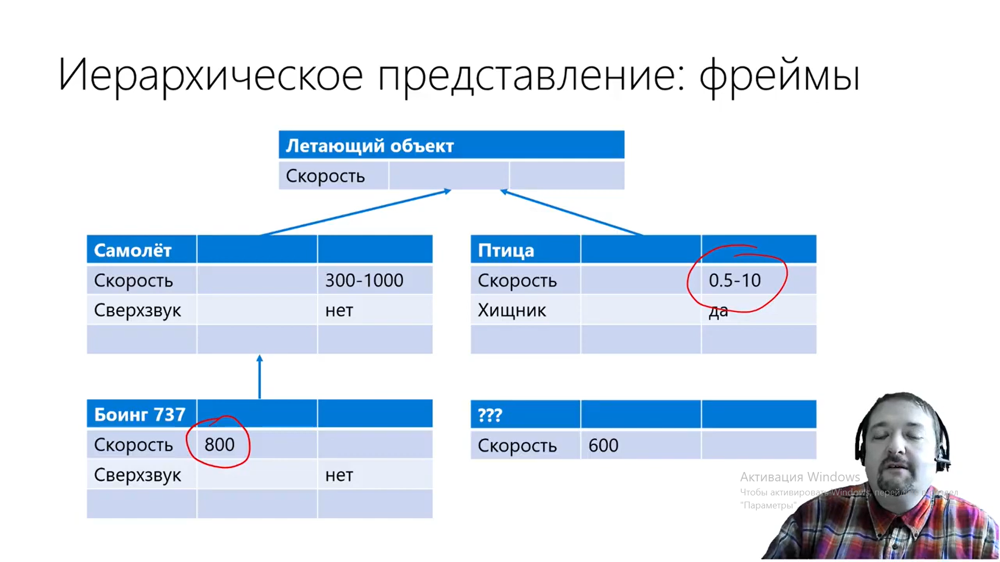 Иерархическое представление: фреймы
Летающий объект
Скорость
Самолёт
Скорость 300-1000
Сверхзвук нет
Птица
Скорость 0.5-10
Хищник да
Боинг 737
Скорость 800
Сверхзвук нет
???
Скорость 600
Активация Windows
Чтобы активировать Windows, перейдите в раздел
"Параметры"